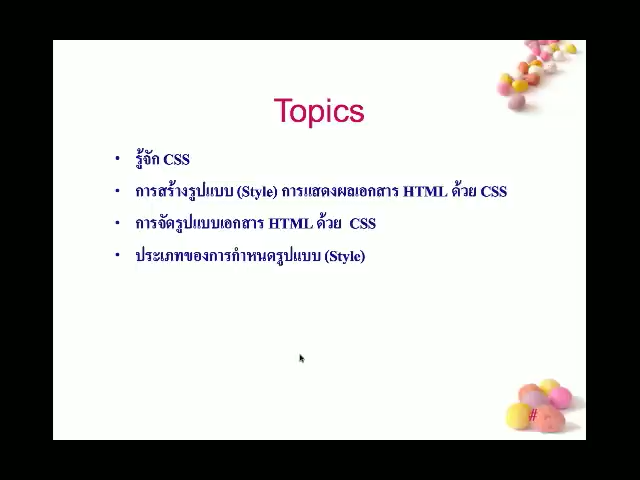 Topics
• รู้จัก CSS
• การสร้างรูปแบบ (Style) การแสดงผลเอกสาร HTML ด้วย CSS
• การจัดรูปแบบเอกสาร HTML ด้วย CSS
• ประเภทของการกำหนดรูปแบบ (Style)
#